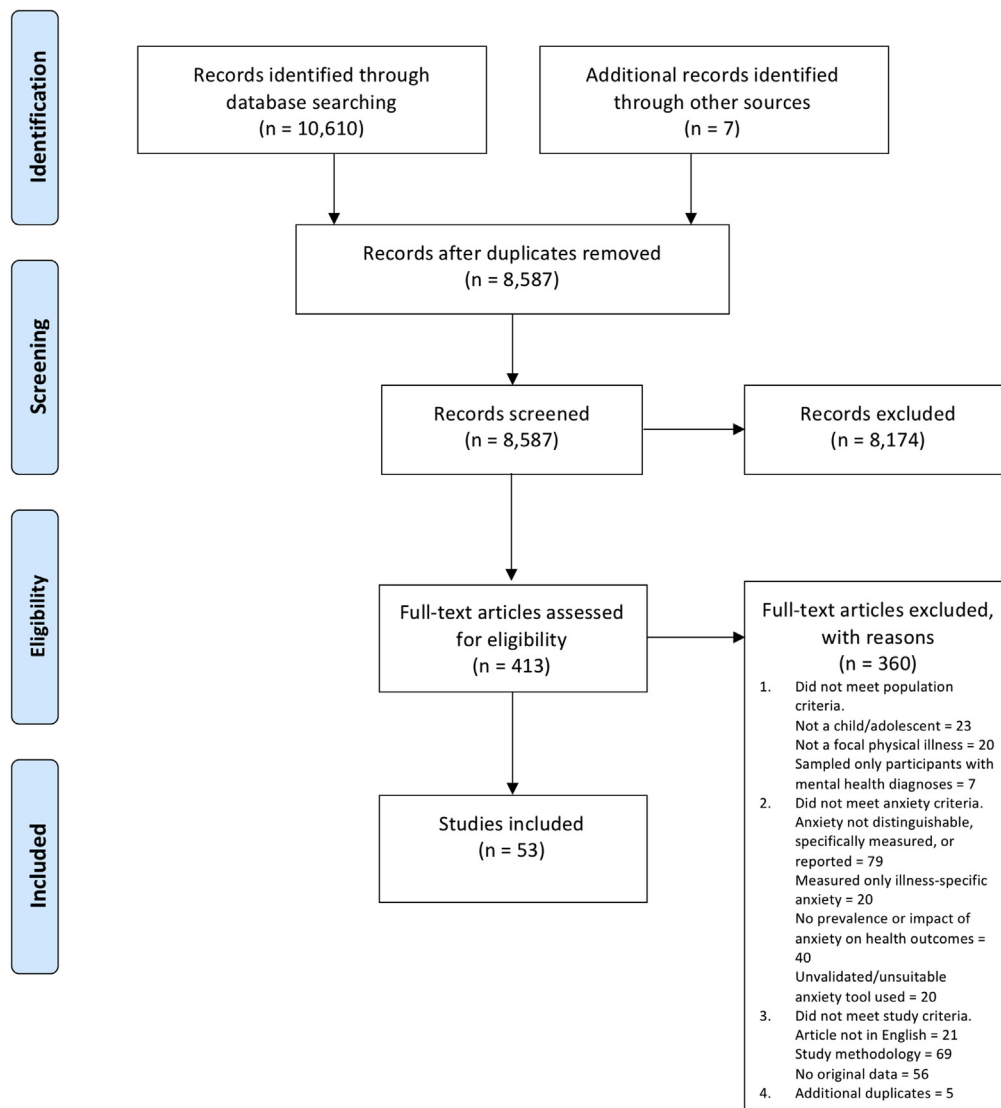 Identification
Records identified through
database searching
(n = 10,610)
Additional records identified
through other sources
(n = 7)
Records after duplicates removed
(n = 8,587)
Screening
Records screened
(n = 8,587)
Records excluded
(n = 8,174)
Eligibility
Full-text articles assessed
for eligibility
(n = 413)
Full-text articles excluded,
with reasons
(n = 360)
1. Did not meet population
criteria.
Not a child/adolescent = 23
Not a focal physical illness = 20
Sampled only participants with
mental health diagnoses = 7
2. Did not meet anxiety criteria.
Anxiety not distinguishable,
specifically measured, or
reported = 79
Measured only illness-specific
anxiety = 20
No prevalence or impact of
anxiety on health outcomes =
40
Unvalidated/unsuitable
anxiety tool used = 20
3. Did not meet study criteria.
Article not in English = 21
Study methodology = 69
No original data = 56
4. Additional duplicates = 5
Included
Studies included
(n = 53)